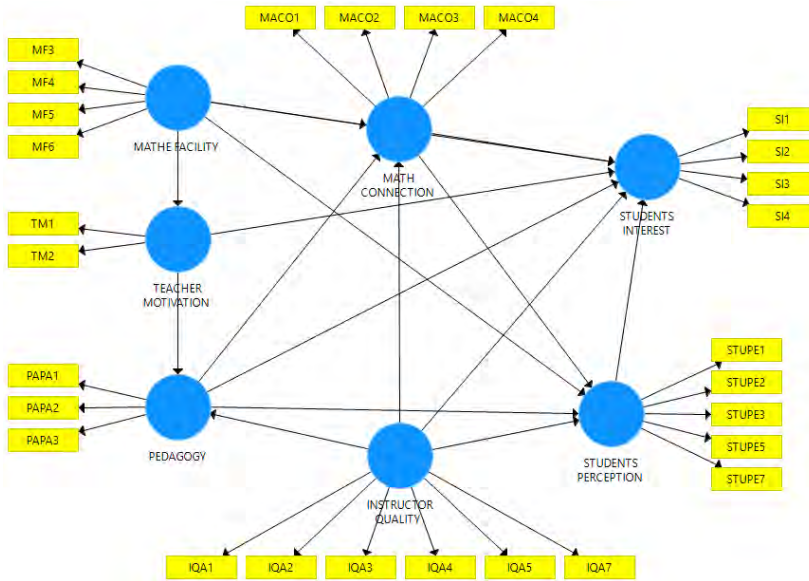 MACO1
MACO2
MACO3
MACO4
MF3
MF4
MF5
MF6
MATHE FACILITY
MATH
CONNECTION
SI1
SI2
SI3
SI4
STUDENTS
INTEREST
TM1
TM2
TEACHER
MOTIVATION
PAPA1
PAPA2
PAPA3
PEDAGOGY
INSTRUCTOR
QUALITY
STUDENTS
PERCEPTION
STUPE1
STUPE2
STUPE3
STUPE5
STUPE7
IQA1
IQA2
IQA3
IQA4
IQA5
IQA7